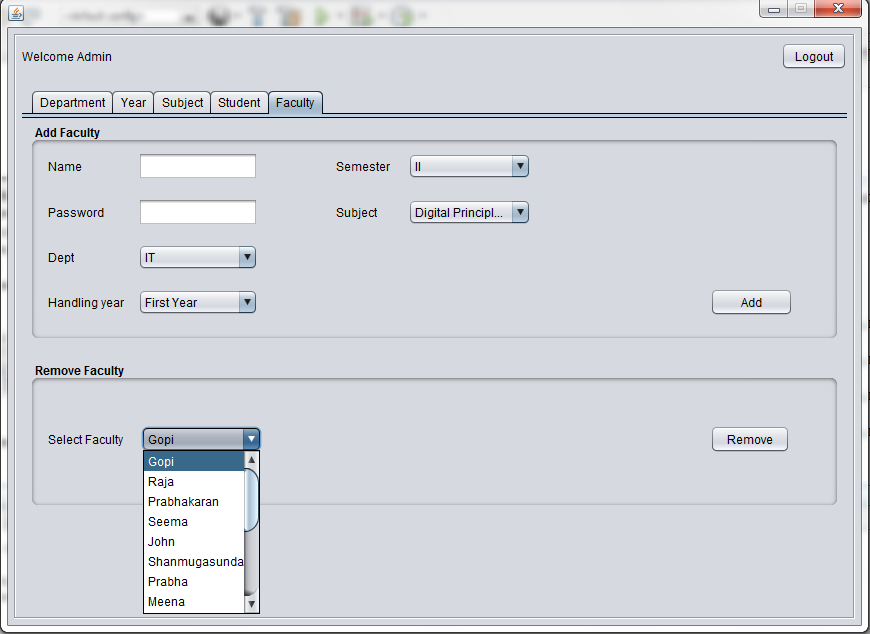 Welcome Admin
Logout
Department Year Subject Student Faculty
Add Faculty
Name Semester II
Password Subject Digital Principl...
Dept IT
Handling year First Year Add
Remove Faculty
Select Faculty Gopi Remove
Gopi
Raja
Prabhakaran
Seema
John
Shanmugasunda
Prabha
Meena